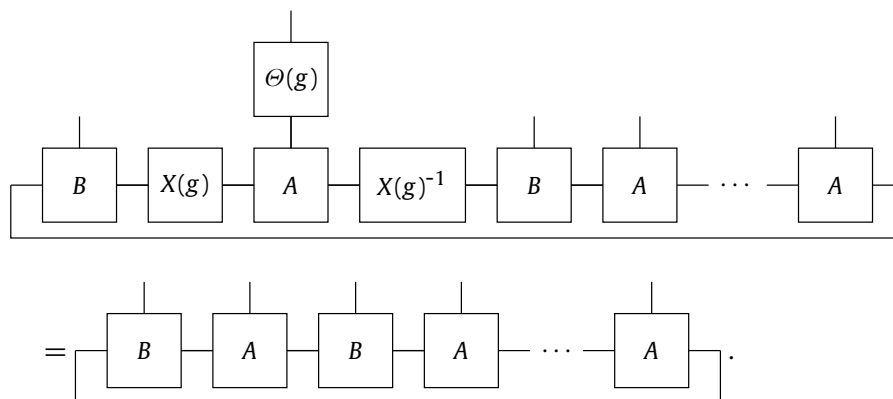 Θ(g)
B X(g) A X(g)⁻¹ B A ⋯ A
= B A B A ⋯ A .